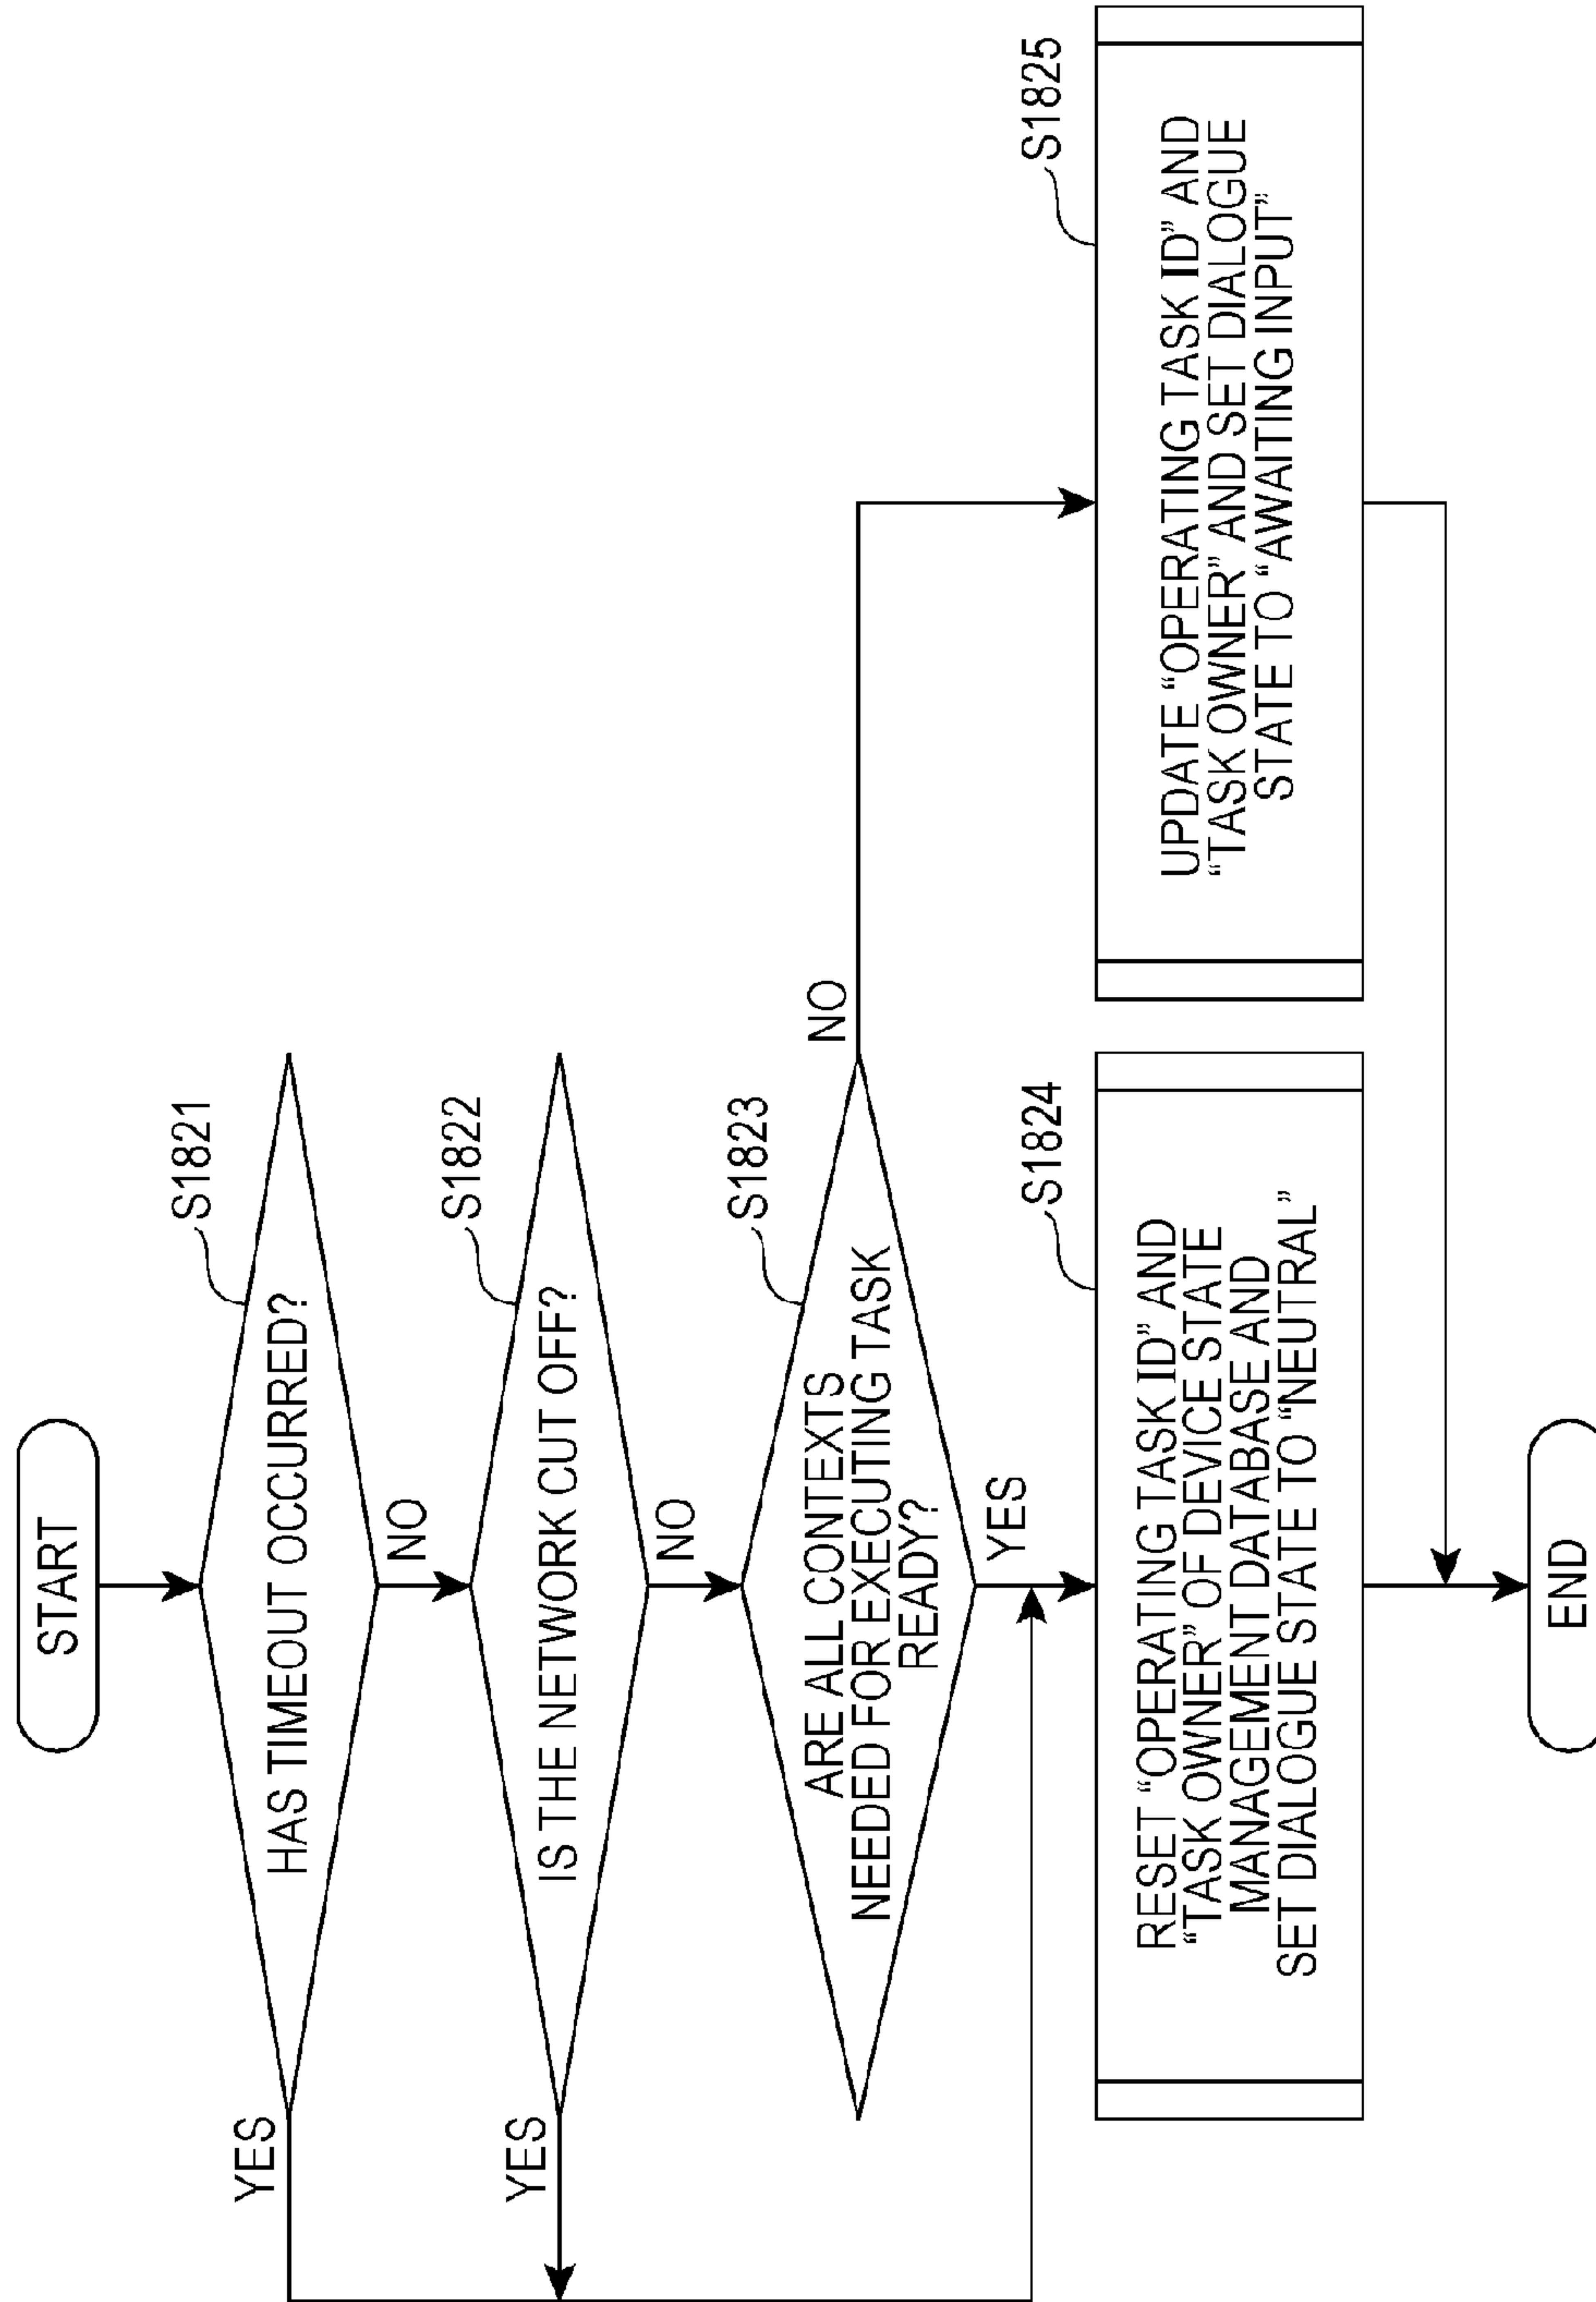 START
S1821
HAS TIMEOUT OCCURRED?
YES
NO
S1822
IS THE NETWORK CUT OFF?
YES
NO
S1823
ARE ALL CONTEXTS
NEEDED FOR EXECUTING TASK
READY?
NO
YES
S1824
RESET “OPERATING TASK ID” AND
“TASK OWNER” OF DEVICE STATE
MANAGEMENT DATABASE AND
SET DIALOGUE STATE TO “NEUTRAL”
S1825
UPDATE “OPERATING TASK ID” AND
“TASK OWNER” AND SET DIALOGUE
STATE TO “AWAITING INPUT”
END